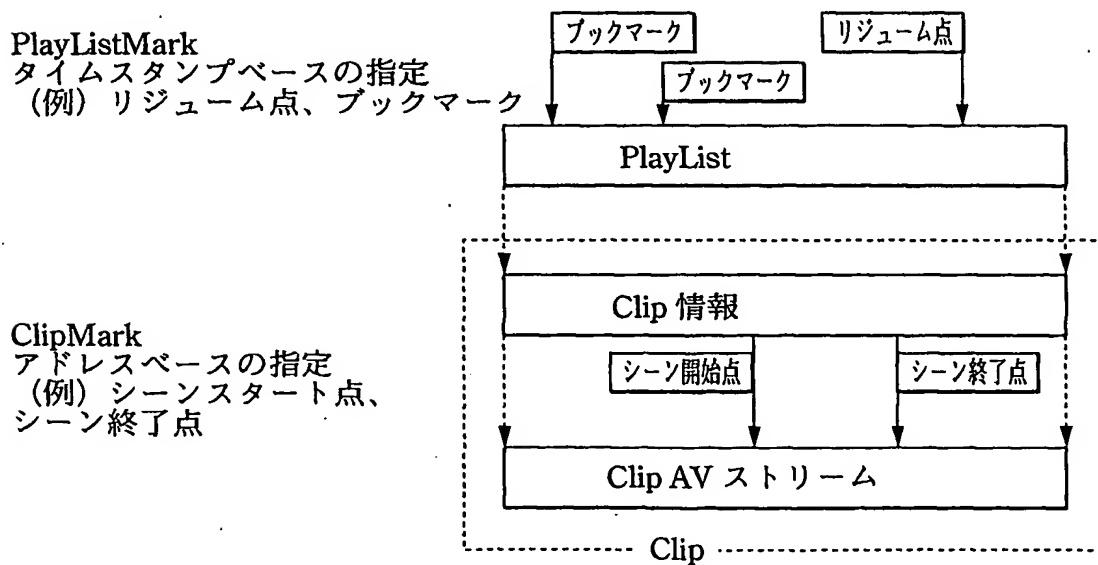 PlayListMark
タイムスタンプベースの指定
(例) リジューム点、ブックマーク
ブックマーク
リジューム点
ブックマーク
PlayList
ClipMark
アドレスベースの指定
(例) シーンスタート点、
シーン終了点
Clip 情報
シーン開始点
シーン終了点
Clip AV ストリーム
Clip